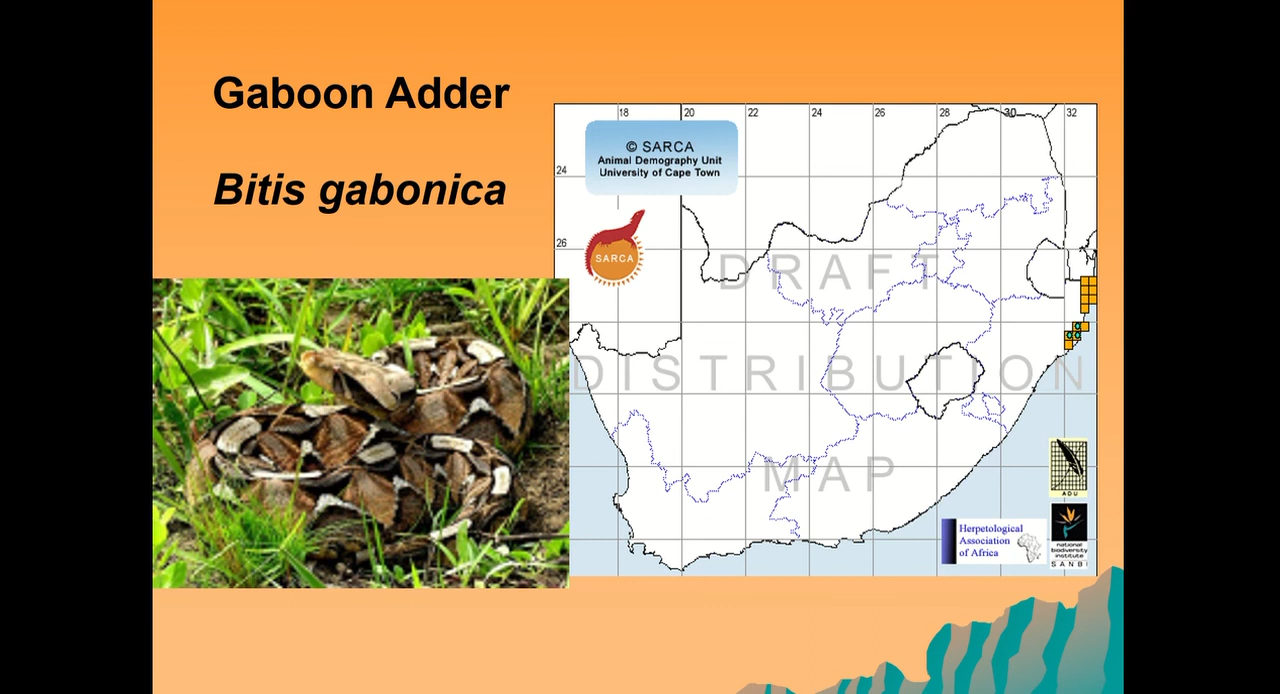 Gaboon Adder
Bitis gabonica
18 20 22 24 26 28 30 32
© SARCA
Animal Demography Unit
University of Cape Town
24
26
SARCA
DRAFT
DISTRIBUTION
MAP
ADU
Herpetological
Association
of Africa
national
biodiversity
institute
SANBI